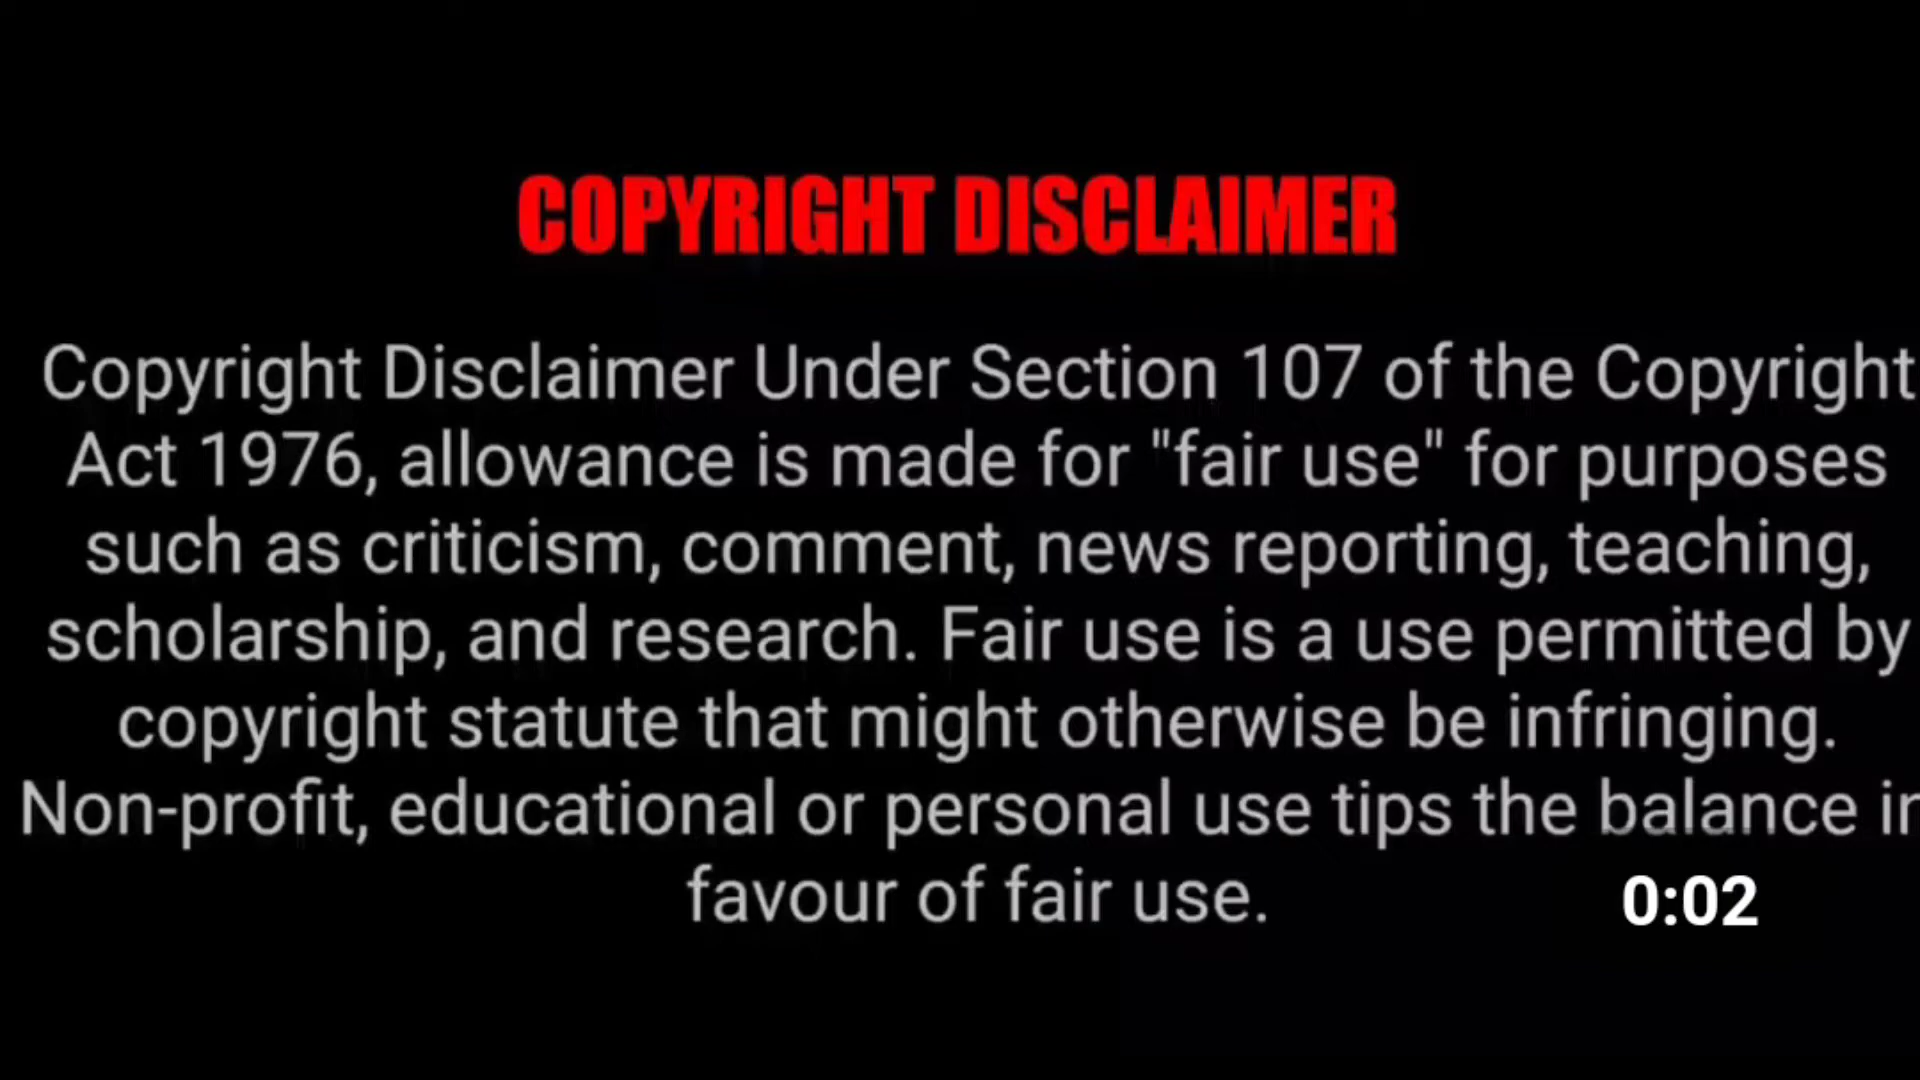 COPYRIGHT DISCLAIMER
Copyright Disclaimer Under Section 107 of the Copyright
Act 1976, allowance is made for "fair use" for purposes
such as criticism, comment, news reporting, teaching,
scholarship, and research. Fair use is a use permitted by
copyright statute that might otherwise be infringing.
Non-profit, educational or personal use tips the balance in
favour of fair use.
0:02